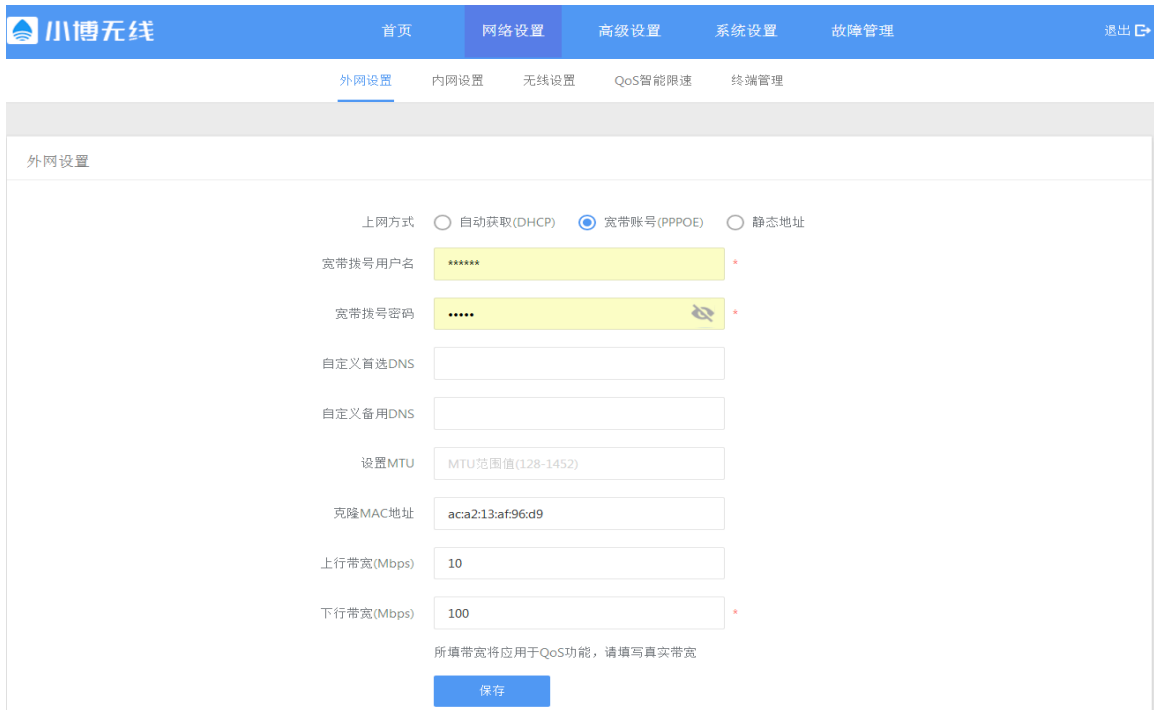 小博无线 首页 网络设置 高级设置 系统设置 故障管理 退出
外网设置 内网设置 无线设置 QoS智能限速 终端管理
外网设置
上网方式 自动获取(DHCP) 宽带账号(PPPOE) 静态地址
宽带拨号用户名 ****** *
宽带拨号密码 ••••• *
自定义首选DNS
自定义备用DNS
设置MTU MTU范围值(128-1452)
克隆MAC地址 ac:a2:13:af:96:d9
上行带宽(Mbps) 10
下行带宽(Mbps) 100 *
所填带宽将应用于QoS功能，请填写真实带宽
保存